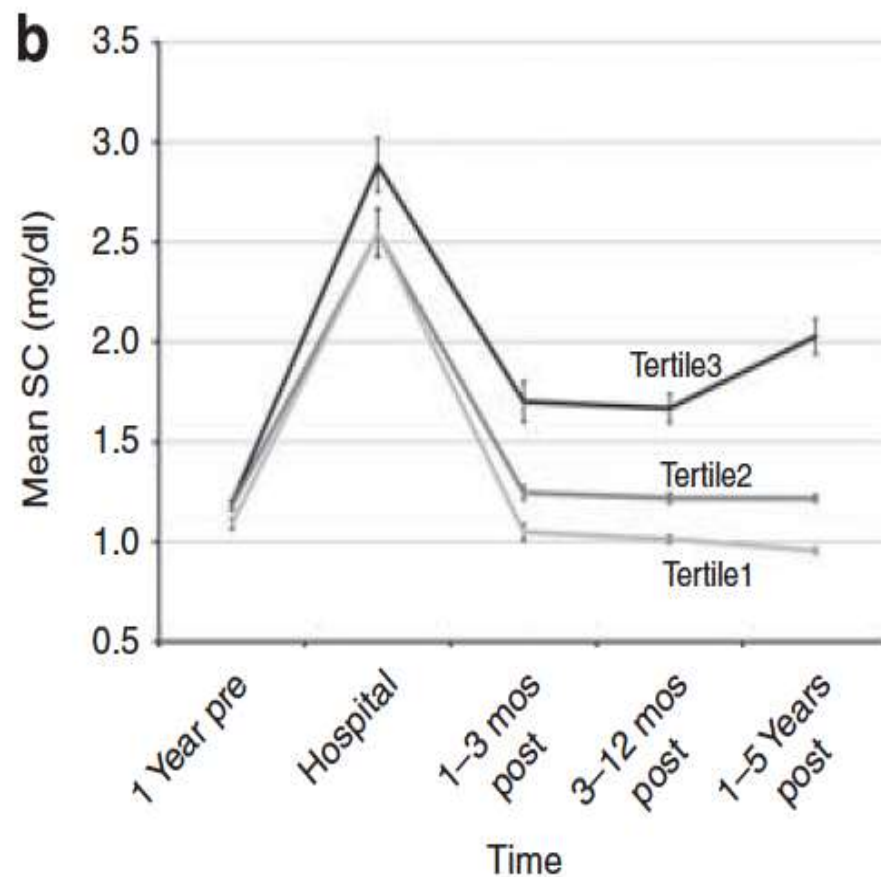 b
3.5
3.0
2.5
2.0
1.5
1.0
0.5
Mean SC (mg/dl)
Tertile3
Tertile2
Tertile1
1 Year pre
Hospital
1–3 mos
post
3–12 mos
post
1–5 Years
post
Time